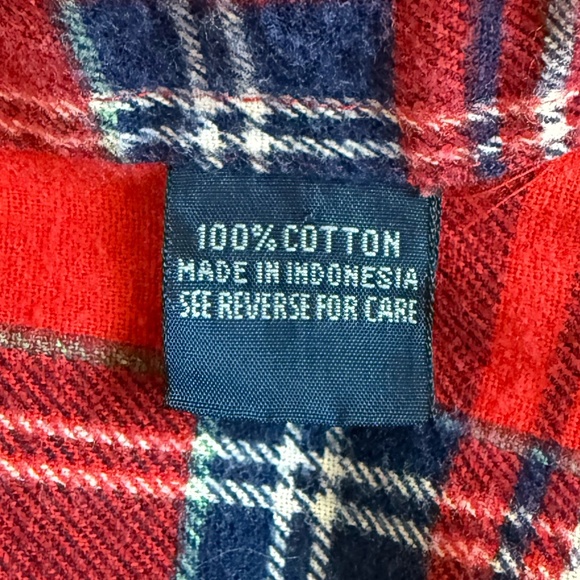 100% COTTON
MADE IN INDONESIA
SEE REVERSE FOR CARE